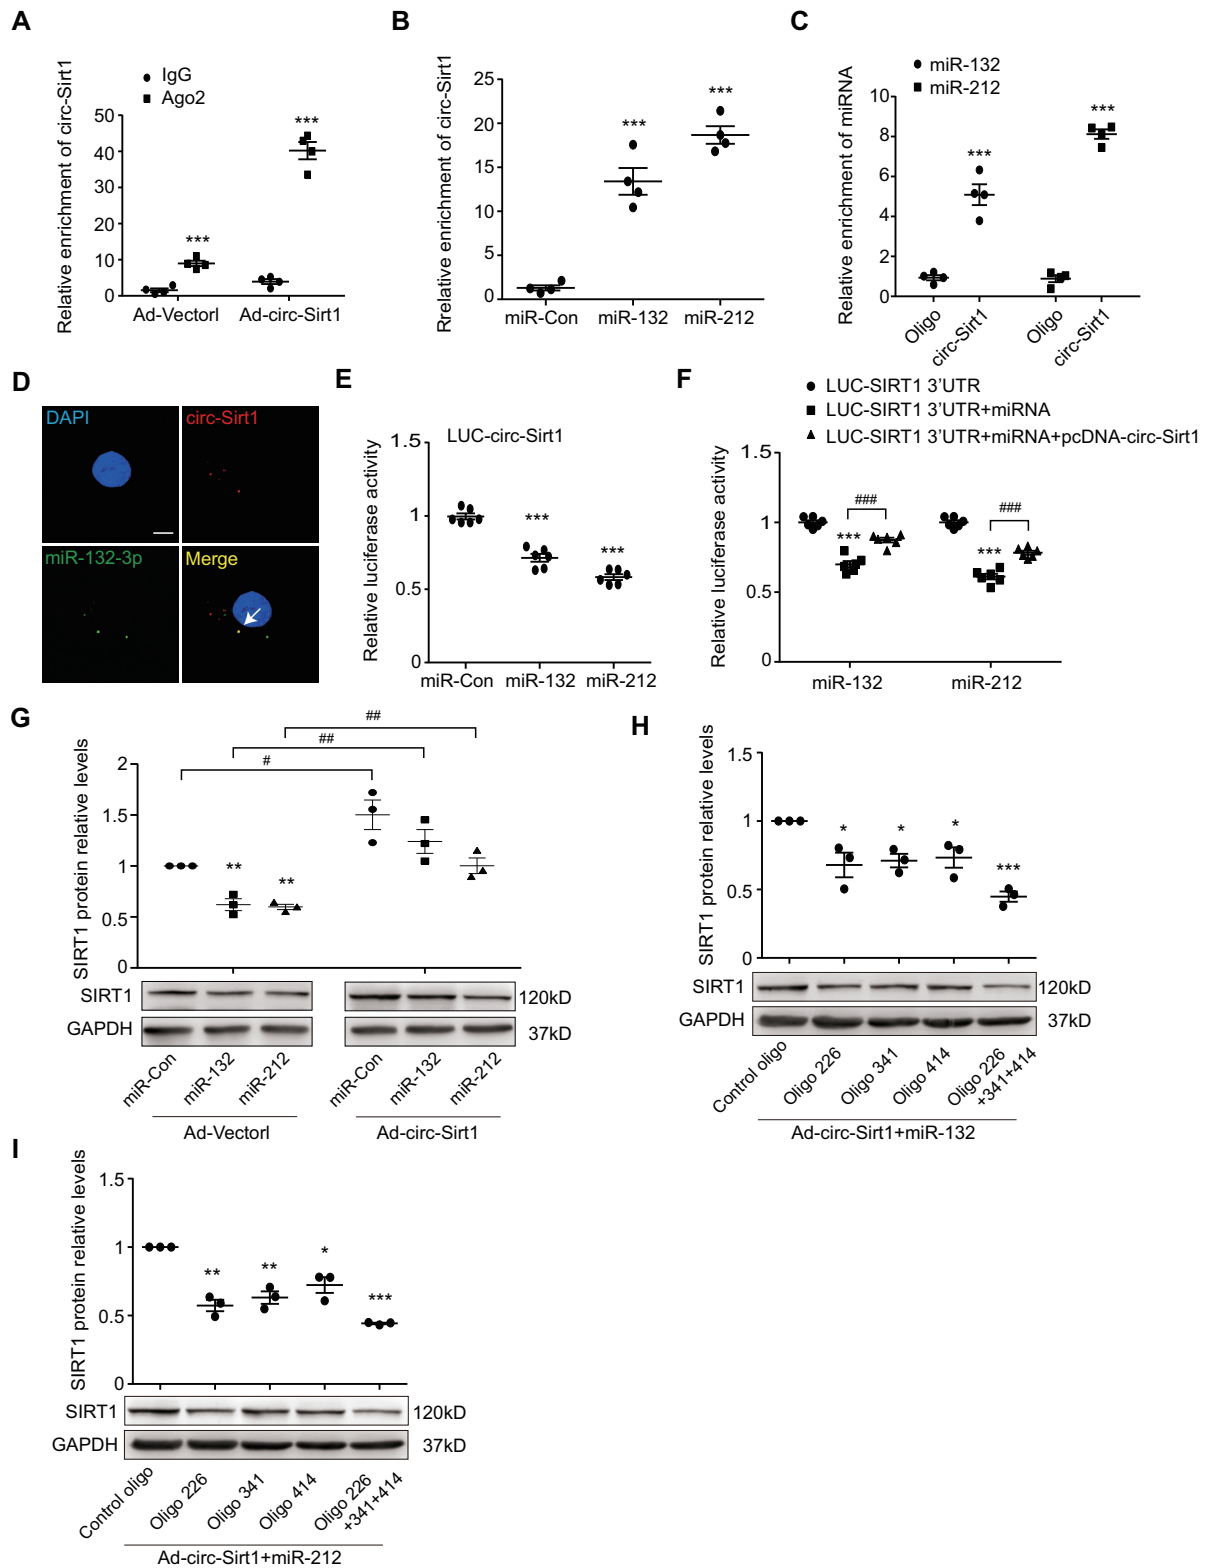 A
IgG
Ago2
Relative enrichment of circ-Sirt1
50
40
30
20
10
0
***
***
Ad-Vectorl
Ad-circ-Sirt1
B
Rrelative enrichment of circ-Sirt1
25
20
15
10
5
0
***
***
miR-Con
miR-132
miR-212
C
miR-132
miR-212
Relative enrichment of miRNA
10
8
6
4
2
0
***
***
Oligo
circ-Sirt1
Oligo
circ-Sirt1
D
DAPI
circ-Sirt1
miR-132-3p
Merge
E
LUC-circ-Sirt1
Relative luciferase activity
1.5
1
0.5
0
***
***
miR-Con
miR-132
miR-212
F
LUC-SIRT1 3'UTR
LUC-SIRT1 3'UTR+miRNA
LUC-SIRT1 3'UTR+miRNA+pcDNA-circ-Sirt1
Relative luciferase activity
1.5
1
0.5
0
###
***
###
***
miR-132
miR-212
G
SIRT1 protein relative levels
2
1.5
1
0.5
0
##
##
#
**
**
SIRT1
120kD
GAPDH
37kD
miR-Con
miR-132
miR-212
miR-Con
miR-132
miR-212
Ad-Vectorl
Ad-circ-Sirt1
H
SIRT1 protein relative levels
1.5
1
0.5
0
*
*
*
***
SIRT1
120kD
GAPDH
37kD
Control oligo
Oligo 226
Oligo 341
Oligo 414
Oligo 226
+341+414
Ad-circ-Sirt1+miR-132
I
SIRT1 protein relative levels
1.5
1
0.5
0
**
**
*
***
SIRT1
120kD
GAPDH
37kD
Control oligo
Oligo 226
Oligo 341
Oligo 414
Oligo 226
+341+414
Ad-circ-Sirt1+miR-212